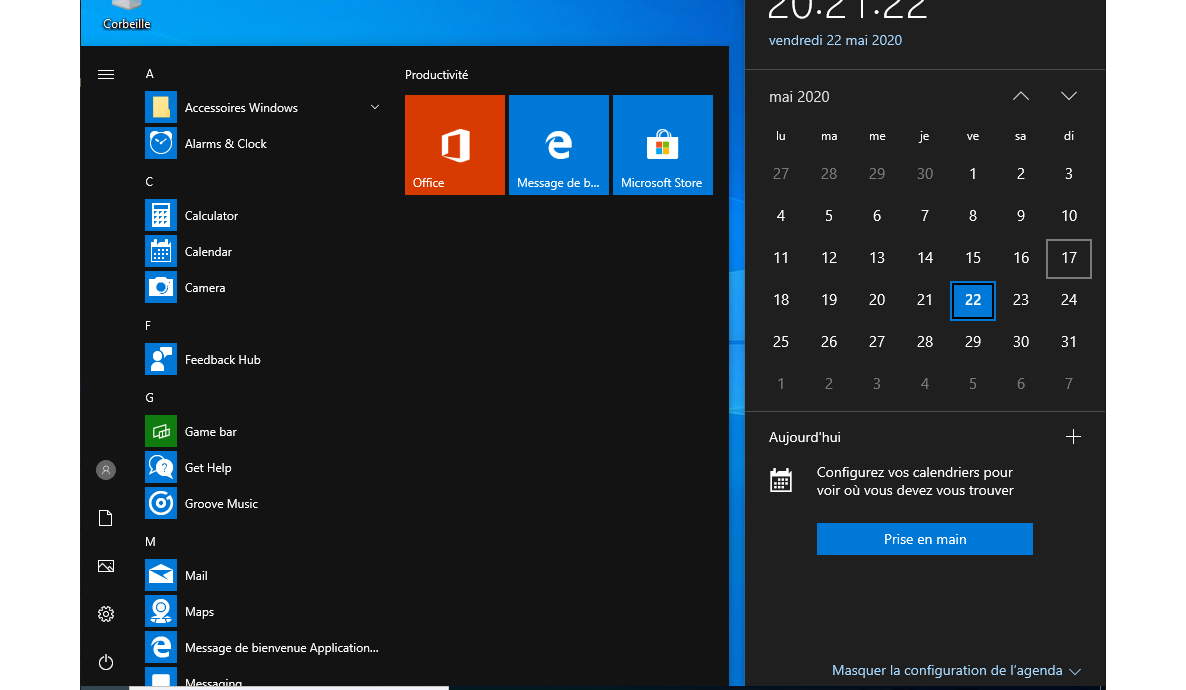 Corbeille
A
Accessoires Windows
Alarms & Clock
C
Calculator
Calendar
Camera
F
Feedback Hub
G
Game bar
Get Help
Groove Music
M
Mail
Maps
Message de bienvenue Application...
Messaging
Productivité
Office
Message de b...
Microsoft Store
20:21:22
vendredi 22 mai 2020
mai 2020
lu ma me je ve sa di
27 28 29 30 1 2 3
4 5 6 7 8 9 10
11 12 13 14 15 16 17
18 19 20 21 22 23 24
25 26 27 28 29 30 31
1 2 3 4 5 6 7
Aujourd'hui
Configurez vos calendriers pour
voir où vous devez vous trouver
Prise en main
Masquer la configuration de l’agenda